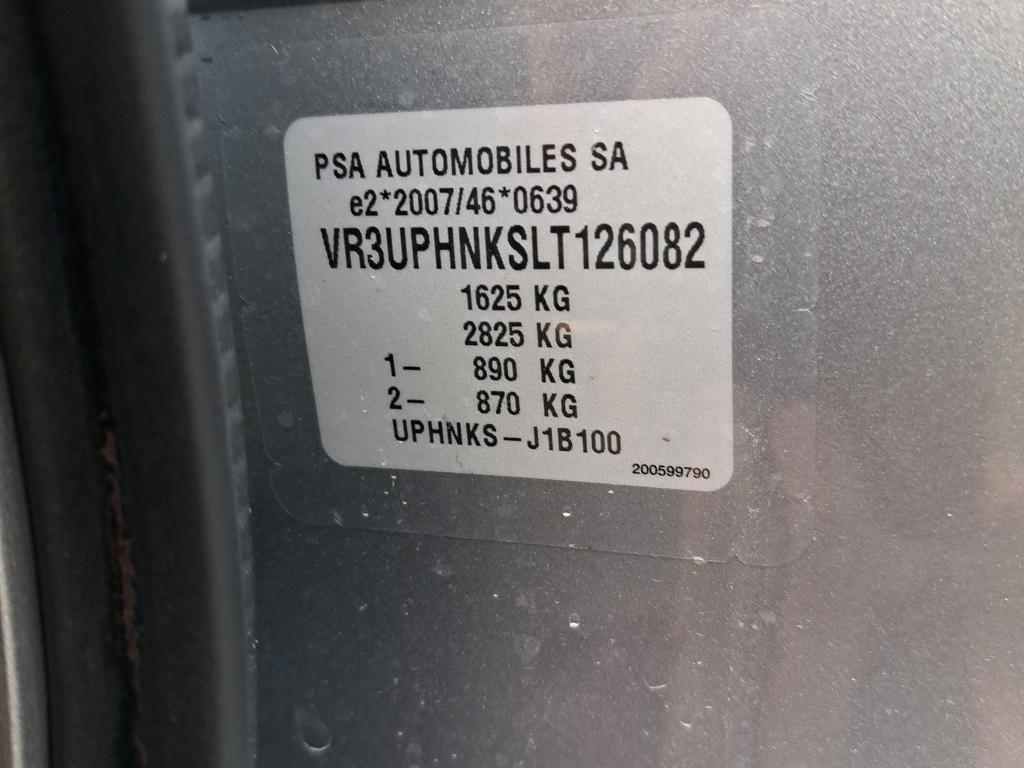 PSA AUTOMOBILES SA
e2*2007/46*0639
VR3UPHNKSLT126082
1625 KG
2825 KG
1– 890 KG
2– 870 KG
UPHNKS–J1B100
200599790